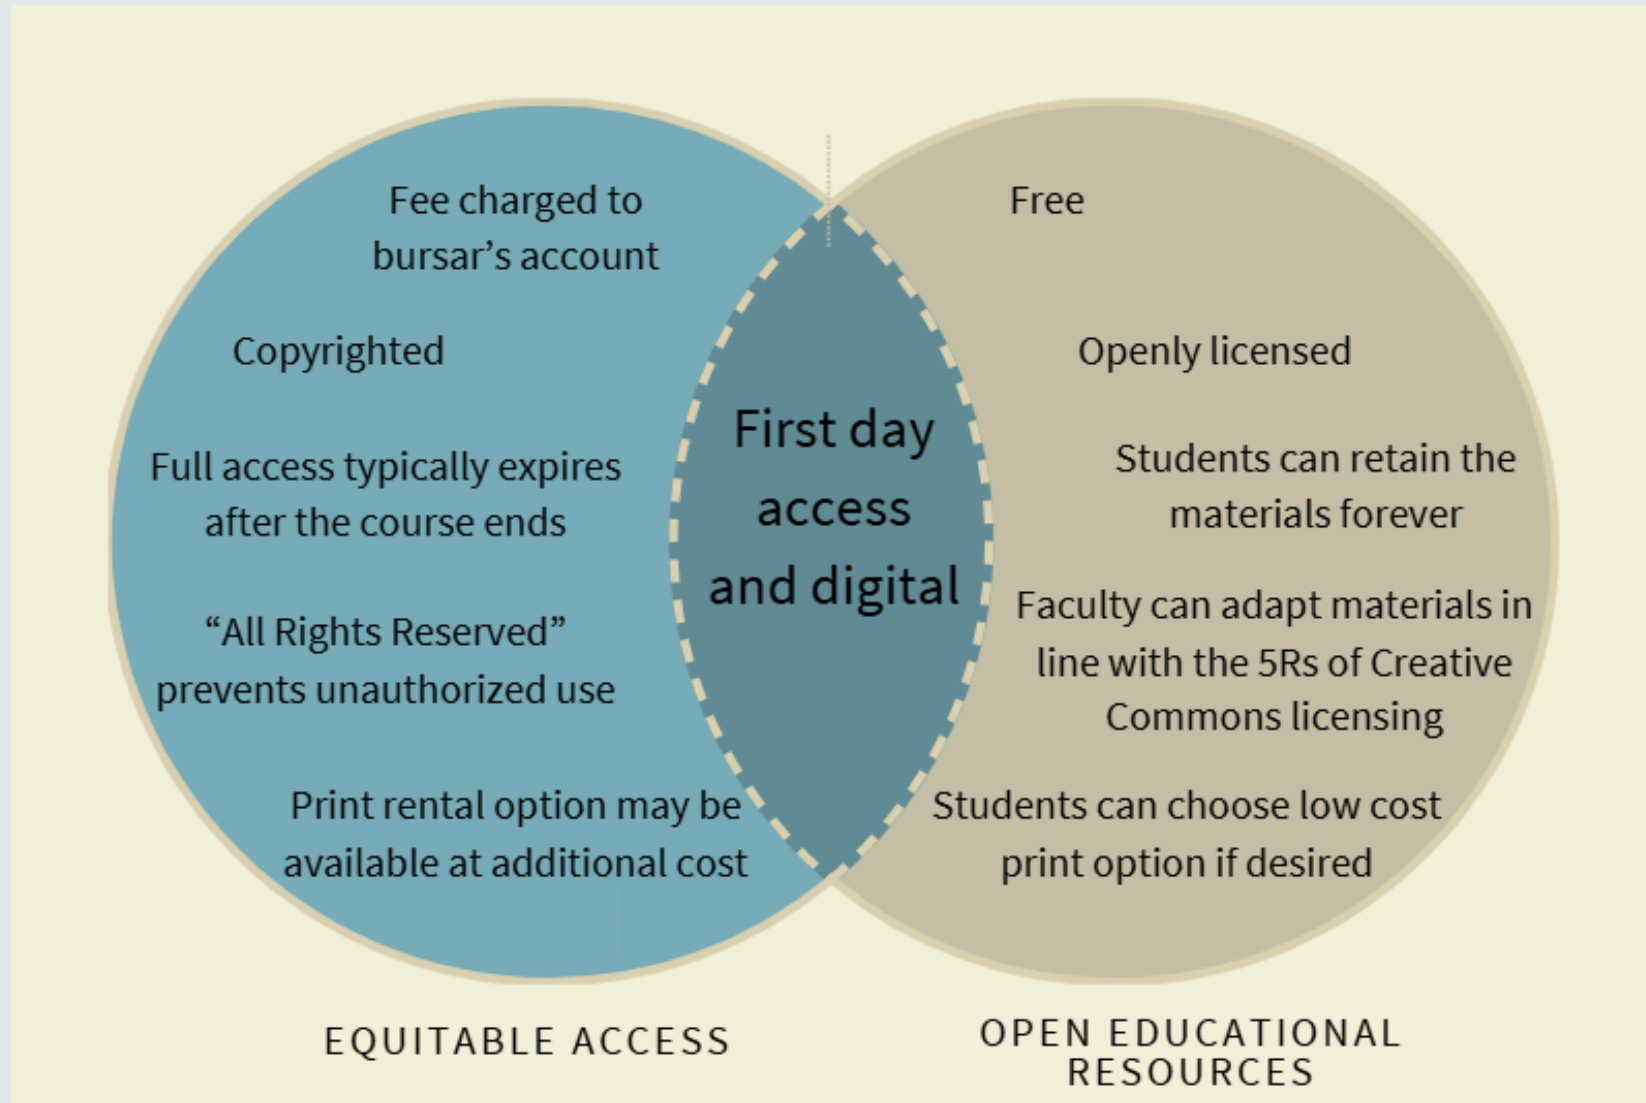 Fee charged to
bursar’s account
Copyrighted
Full access typically expires
after the course ends
“All Rights Reserved”
prevents unauthorized use
Print rental option may be
available at additional cost
First day
access
and digital
Free
Openly licensed
Students can retain the
materials forever
Faculty can adapt materials in
line with the 5Rs of Creative
Commons licensing
Students can choose low cost
print option if desired
EQUITABLE ACCESS
OPEN EDUCATIONAL
RESOURCES